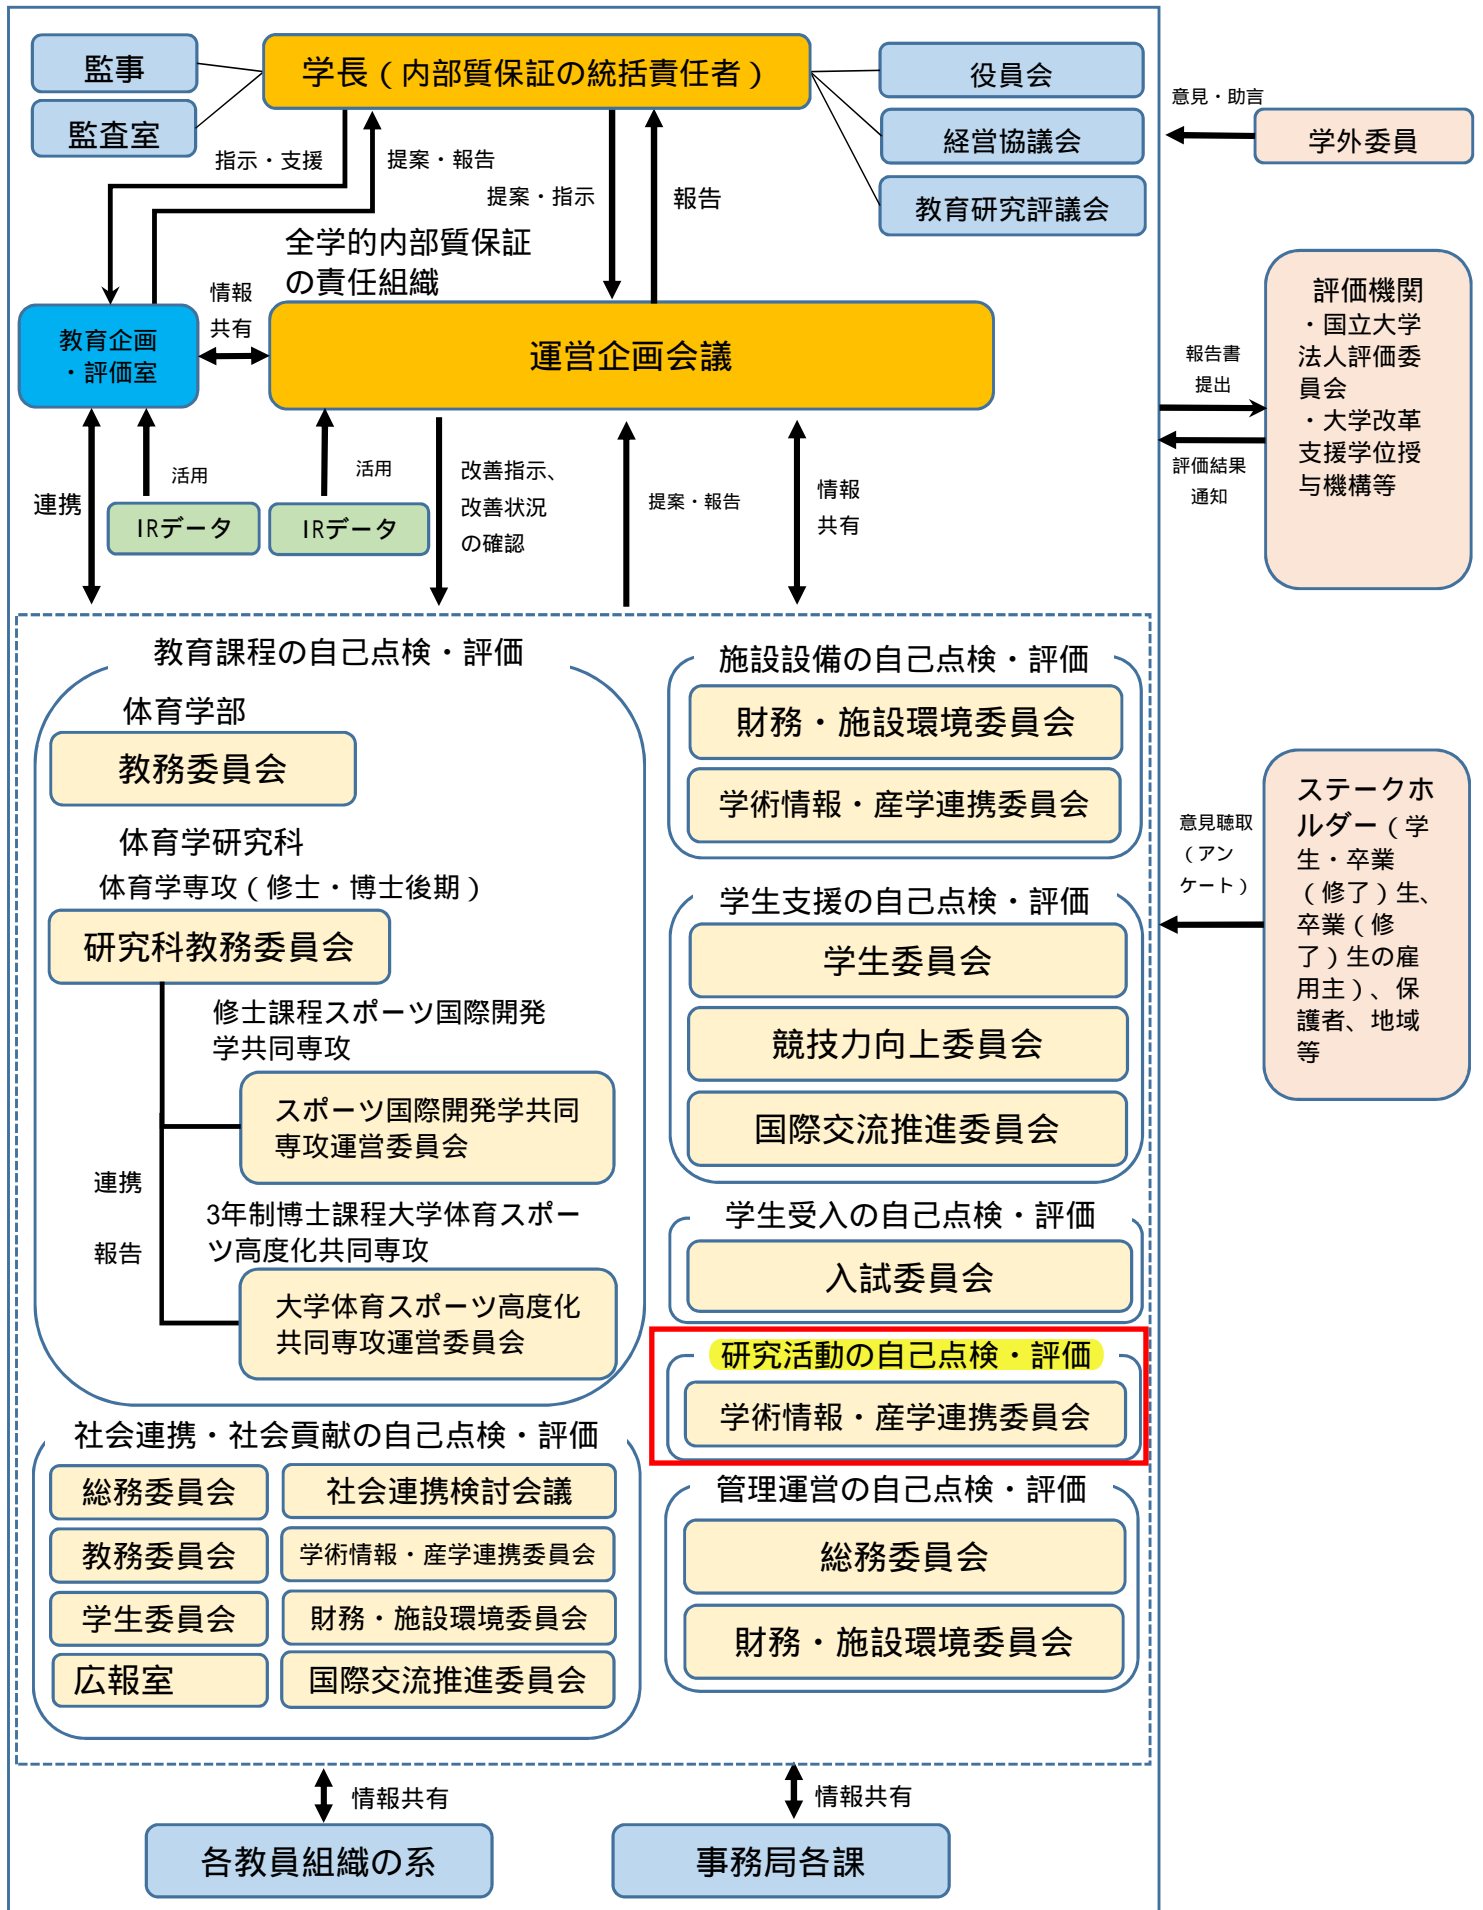 監事
監査室
学長（内部質保証の統括責任者）
役員会
経営協議会
教育研究評議会
意見・助言
学外委員
指示・支援
提案・報告
提案・指示
報告
全学的内部質保証
の責任組織
情報
共有
教育企画
・評価室
運営企画会議
報告書
提出
評価結果
通知
評価機関
・国立大学
法人評価委
員会
・大学改革
支援学位授
与機構等
連携
活用
IRデータ
活用
IRデータ
改善指示、
改善状況
の確認
提案・報告
情報
共有
教育課程の自己点検・評価
体育学部
教務委員会
体育学研究科
体育学専攻（修士・博士後期）
研究科教務委員会
修士課程スポーツ国際開発
学共同専攻
スポーツ国際開発学共同
専攻運営委員会
連携
報告
3年制博士課程大学体育スポー
ツ高度化共同専攻
大学体育スポーツ高度化
共同専攻運営委員会
社会連携・社会貢献の自己点検・評価
総務委員会
社会連携検討会議
教務委員会
学術情報・産学連携委員会
学生委員会
財務・施設環境委員会
広報室
国際交流推進委員会
施設設備の自己点検・評価
財務・施設環境委員会
学術情報・産学連携委員会
学生支援の自己点検・評価
学生委員会
競技力向上委員会
国際交流推進委員会
学生受入の自己点検・評価
入試委員会
研究活動の自己点検・評価
学術情報・産学連携委員会
管理運営の自己点検・評価
総務委員会
財務・施設環境委員会
意見聴取
（アン
ケート）
ステークホ
ルダー（学
生・卒業
（修了）生、
卒業（修
了）生の雇
用主）、保
護者、地域
等
情報共有
情報共有
各教員組織の系
事務局各課